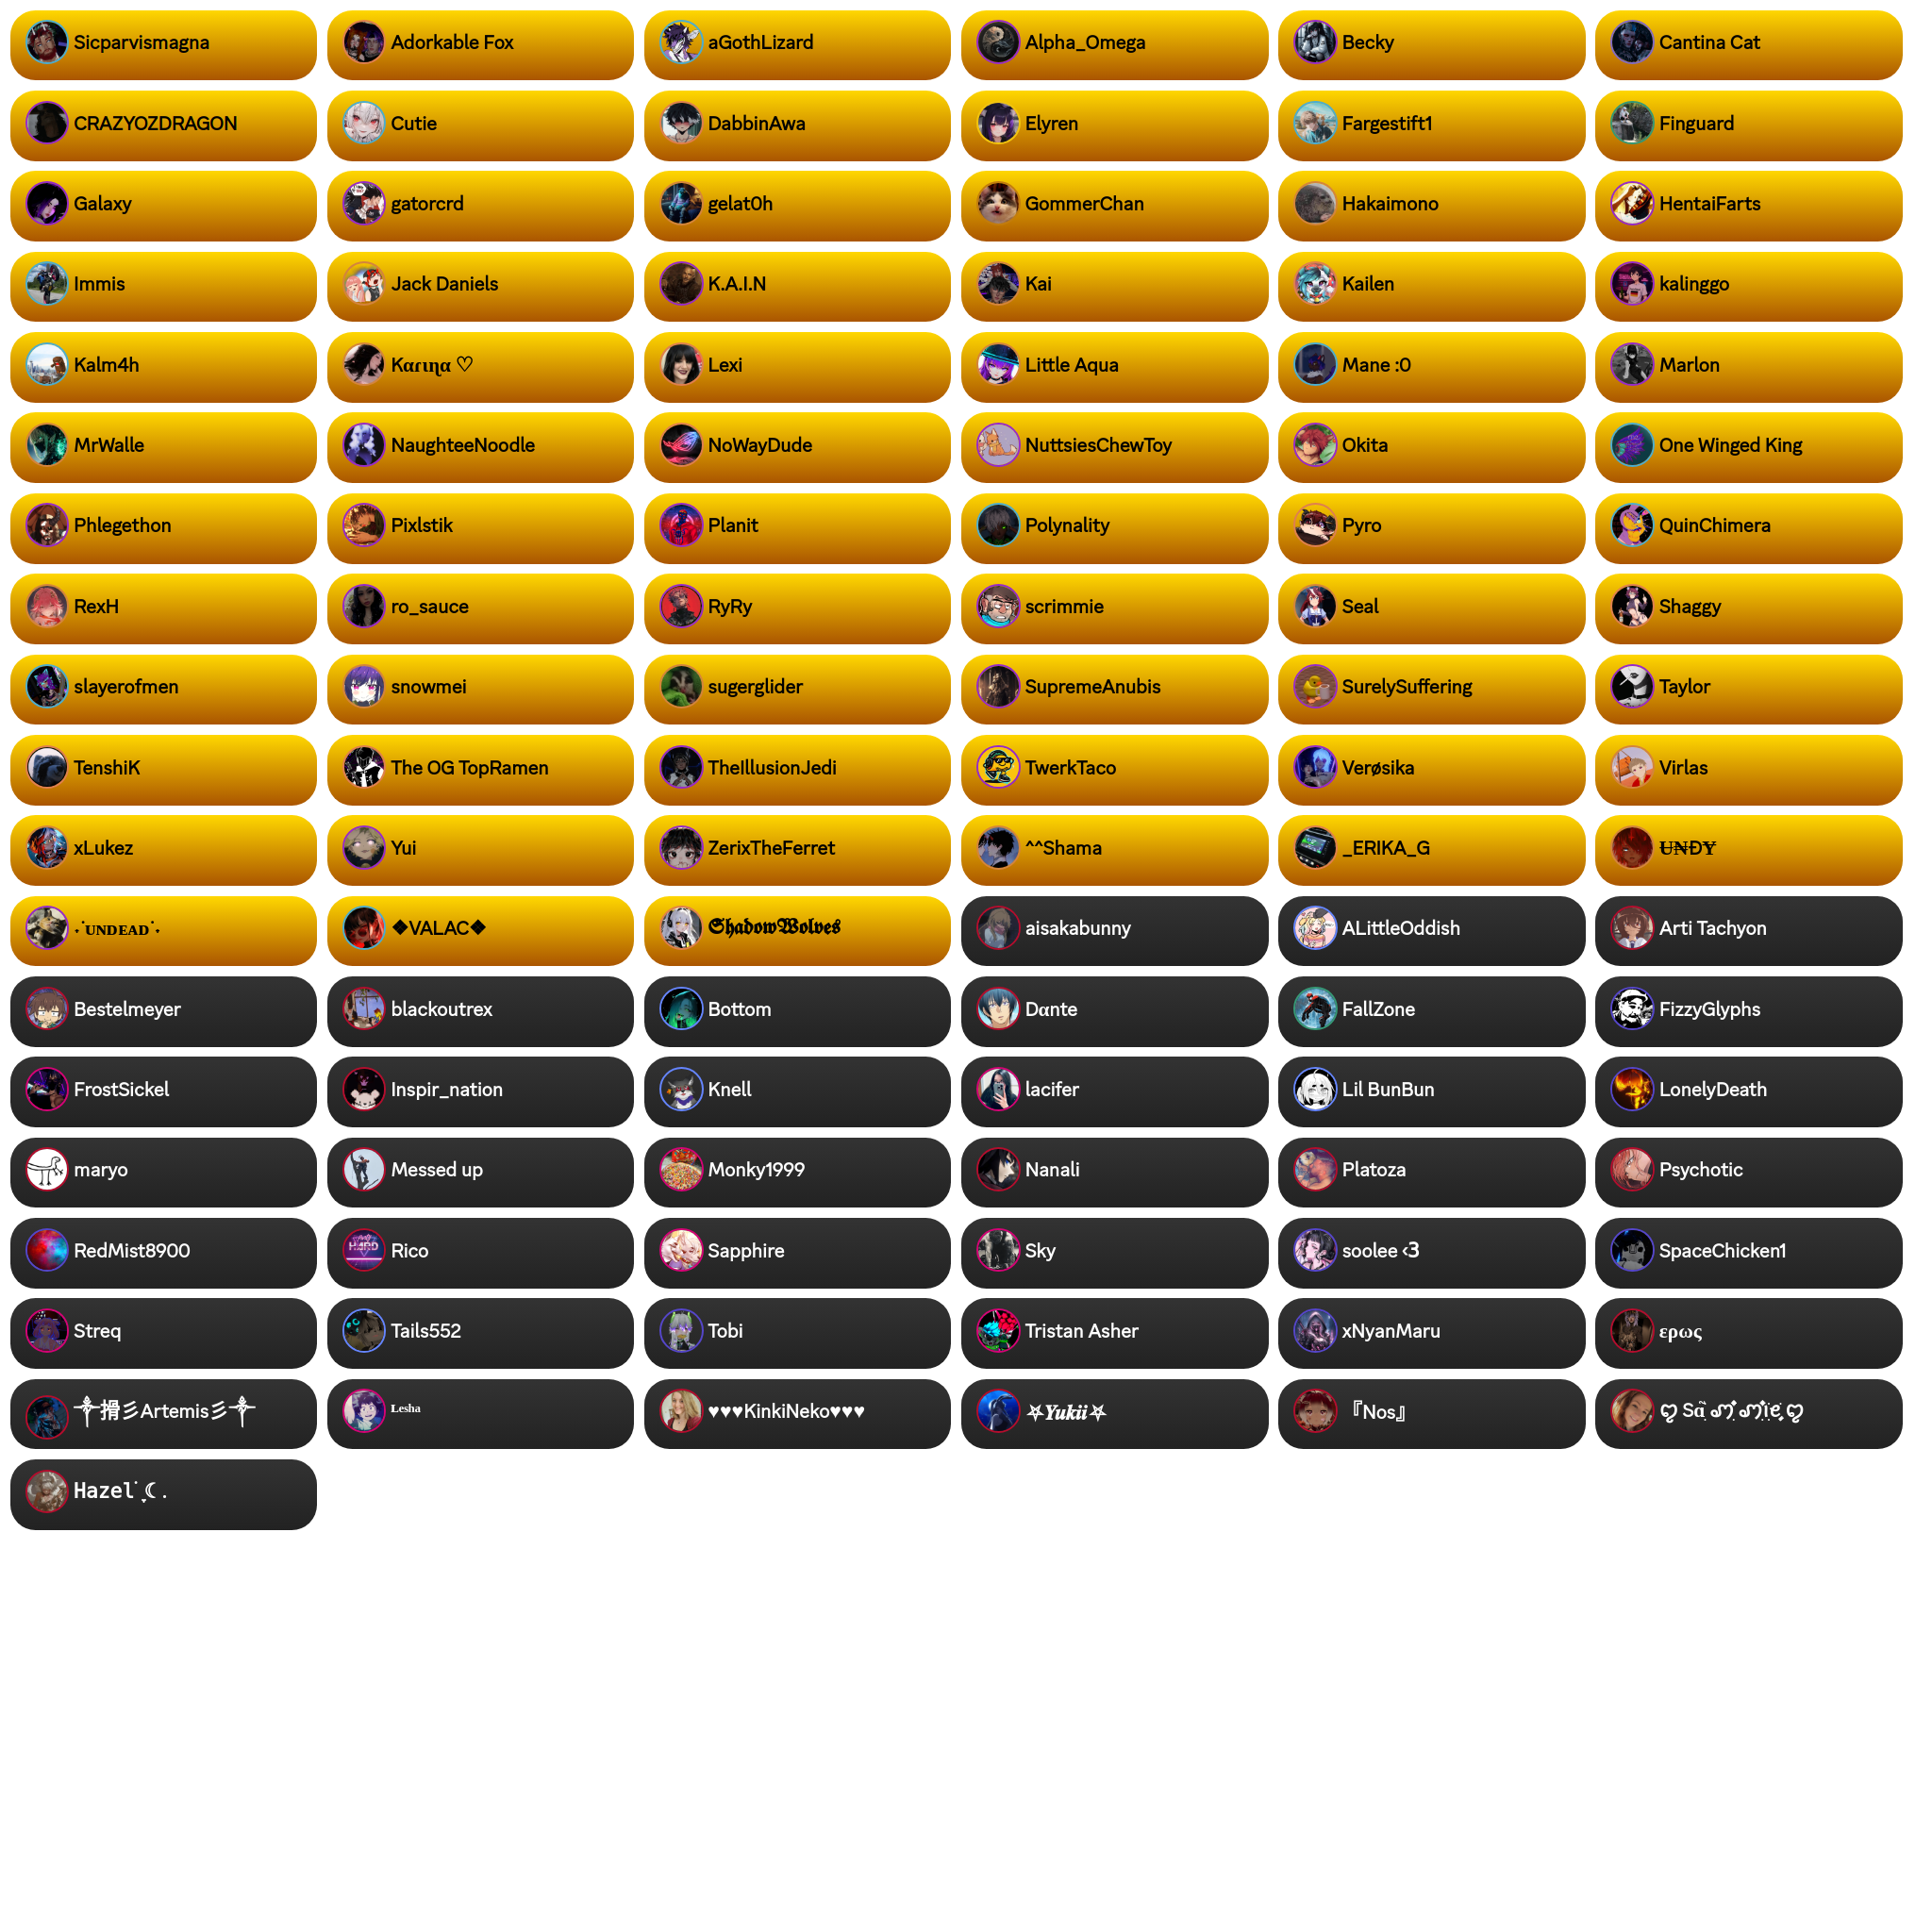 Sicparvismagna
Adorkable Fox
aGothLizard
Alpha_Omega
Becky
Cantina Cat
CRAZYOZDRAGON
Cutie
DabbinAwa
Elyren
Fargestift1
Finguard
Galaxy
gatorcrd
gelat0h
GommerChan
Hakaimono
HentaiFarts
Immis
Jack Daniels
K.A.I.N
Kai
Kailen
kalinggo
Kalm4h
Kαɾιɳα ♡
Lexi
Little Aqua
Mane :0
Marlon
MrWalle
NaughteeNoodle
NoWayDude
NuttsiesChewToy
Okita
One Winged King
Phlegethon
Pixlstik
Planit
Polynality
Pyro
QuinChimera
RexH
ro_sauce
RyRy
scrimmie
Seal
Shaggy
slayerofmen
snowmei
sugerglider
SupremeAnubis
SurelySuffering
Taylor
TenshiK
The OG TopRamen
TheIllusionJedi
TwerkTaco
Verøsika
Virlas
xLukez
Yui
ZerixTheFerret
^^Shama
_ERIKA_G
Ʉ₦ĐɎ
˖˙ᴜɴᴅᴇᴀᴅ˙˖
❖VALAC❖
𝕾𝖍𝖆𝖉𝖔𝖜𝖂𝖔𝖑𝖛𝖊𝖘
aisakabunny
ALittleOddish
Arti Tachyon
Bestelmeyer
blackoutrex
Bottom
Dαnte
FallZone
FizzyGlyphs
FrostSickel
Inspir_nation
Knell
lacifer
Lil BunBun
LonelyDeath
maryo
Messed up
Monky1999
Nanali
Platoza
Psychotic
RedMist8900
Rico
Sapphire
Sky
soolee <3
SpaceChicken1
Streq
Tails552
Tobi
Tristan Asher
xNyanMaru
ερως
༒搰彡Artemis彡༒
ᴸᵉˢʰᵃ
♥♥♥KinkiNeko♥♥♥
⛧𝒀𝒖𝒌𝒊𝒊⛧
『Nos』
𝙷𝚊𝚣𝚎𝚕˙ ̩̩͙☾.